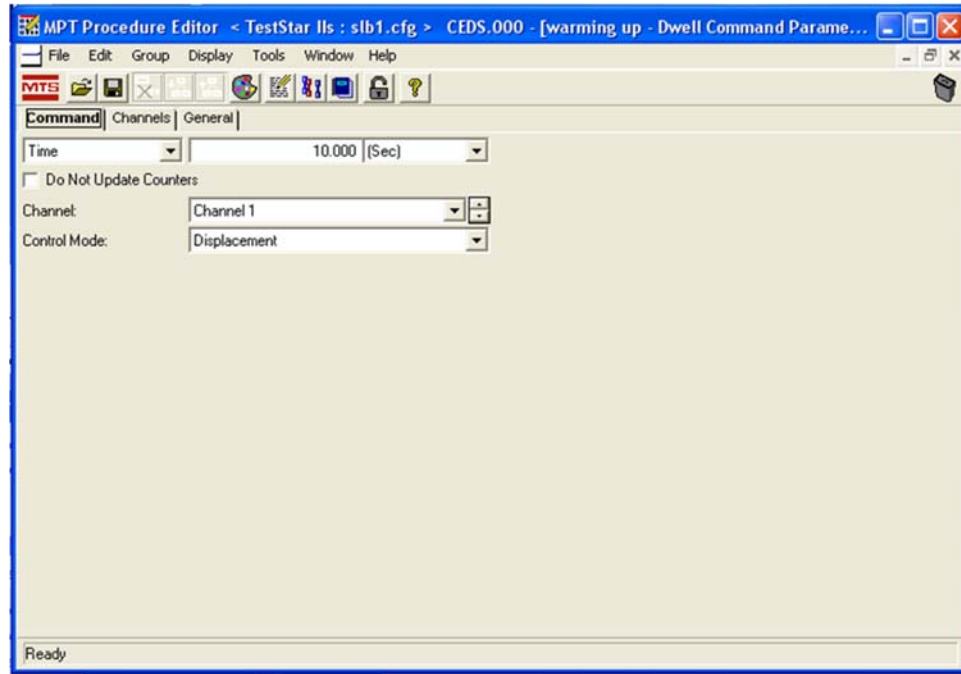 MPT Procedure Editor < TestStar IIs : slb1.cfg > CEDS.000 - [warming up - Dwell Command Parame...
File Edit Group Display Tools Window Help
MTS
Command Channels General
Time 10.000 (Sec)
Do Not Update Counters
Channel: Channel 1
Control Mode: Displacement
Ready